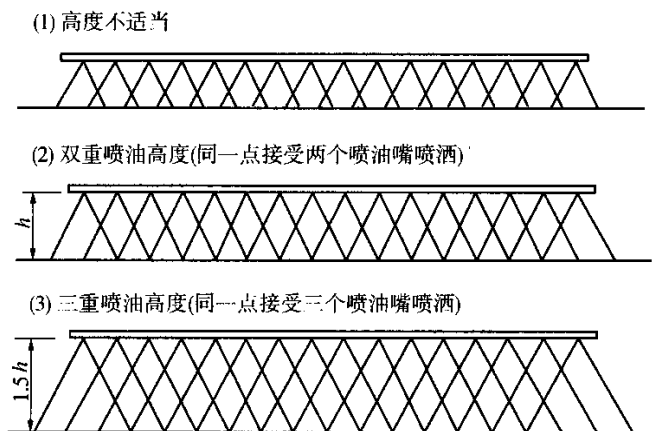 (1) 高度不适当
(2) 双重喷油高度(同一点接受两个喷油嘴喷洒)
h
(3) 三重喷油高度(同一点接受三个喷油嘴喷洒)
1.5h